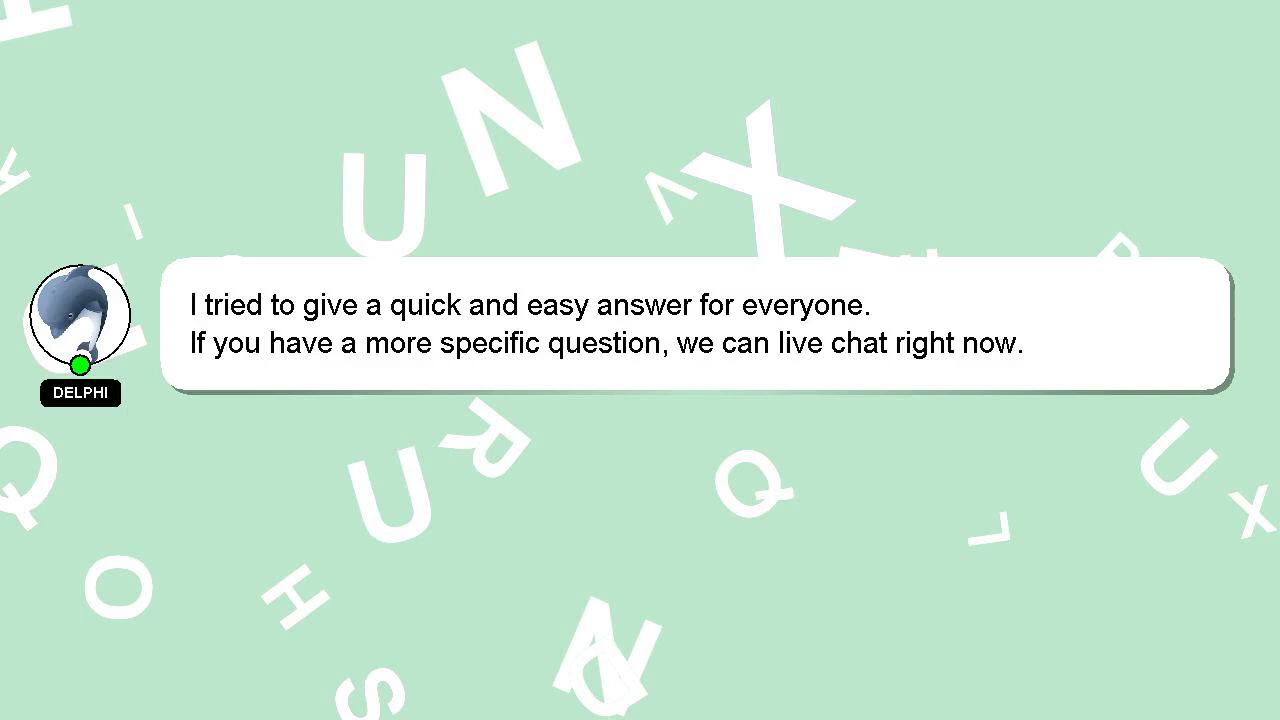 I tried to give a quick and easy answer for everyone.
If you have a more specific question, we can live chat right now.
DELPHI
U
N
X
V
I
R
U
R
Q
Q
L
U
X
O
H
N
S